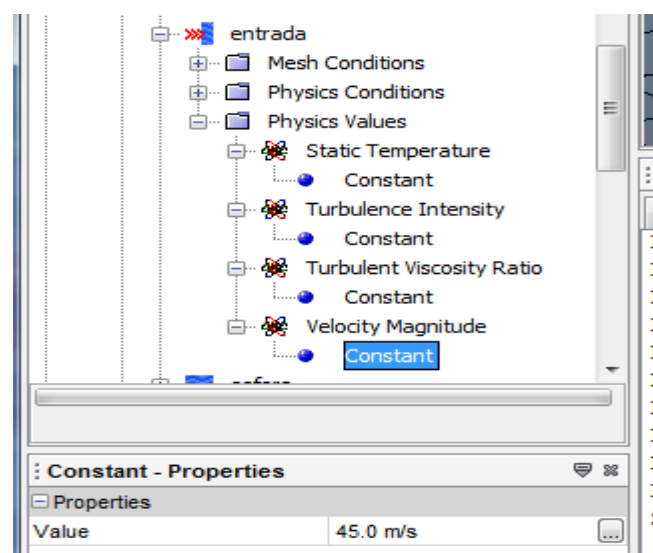 entrada
Mesh Conditions
Physics Conditions
Physics Values
Static Temperature
Constant
Turbulence Intensity
Constant
Turbulent Viscosity Ratio
Constant
Velocity Magnitude
Constant
Constant - Properties
Properties
Value 45.0 m/s ...